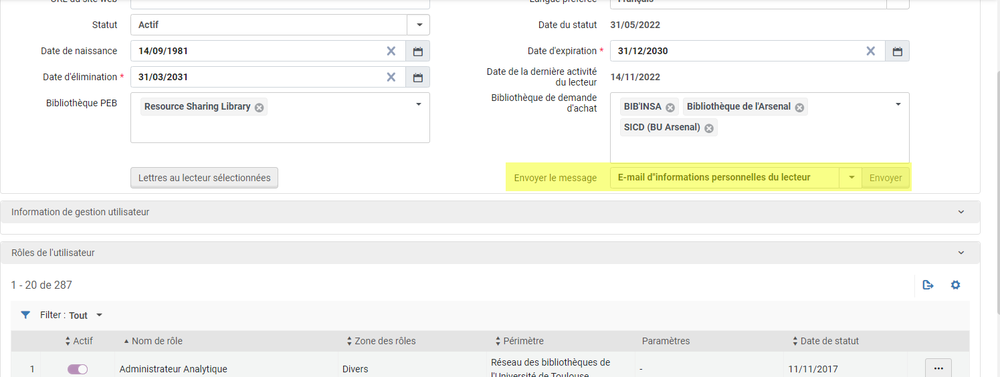 URL du site web
Langue préférée Français
Statut Actif
Date du statut 31/05/2022
Date de naissance 14/09/1981
Date d'expiration * 31/12/2030
Date d'élimination * 31/03/2031
Date de la dernière activité
du lecteur 14/11/2022
Bibliothèque PEB Resource Sharing Library
Bibliothèque de demande
d'achat
BIB'INSA Bibliothèque de l'Arsenal
SICD (BU Arsenal)
Lettres au lecteur sélectionnées
Envoyer le message E-mail d"informations personnelles du lecteur Envoyer
Information de gestion utilisateur
Rôles de l'utilisateur
1 - 20 de 287
Filter : Tout
Actif Nom de rôle Zone des rôles Périmètre Paramètres Date de statut
1 Administrateur Analytique Divers Réseau des bibliothèques de - 11/11/2017
l'Université de Toulouse